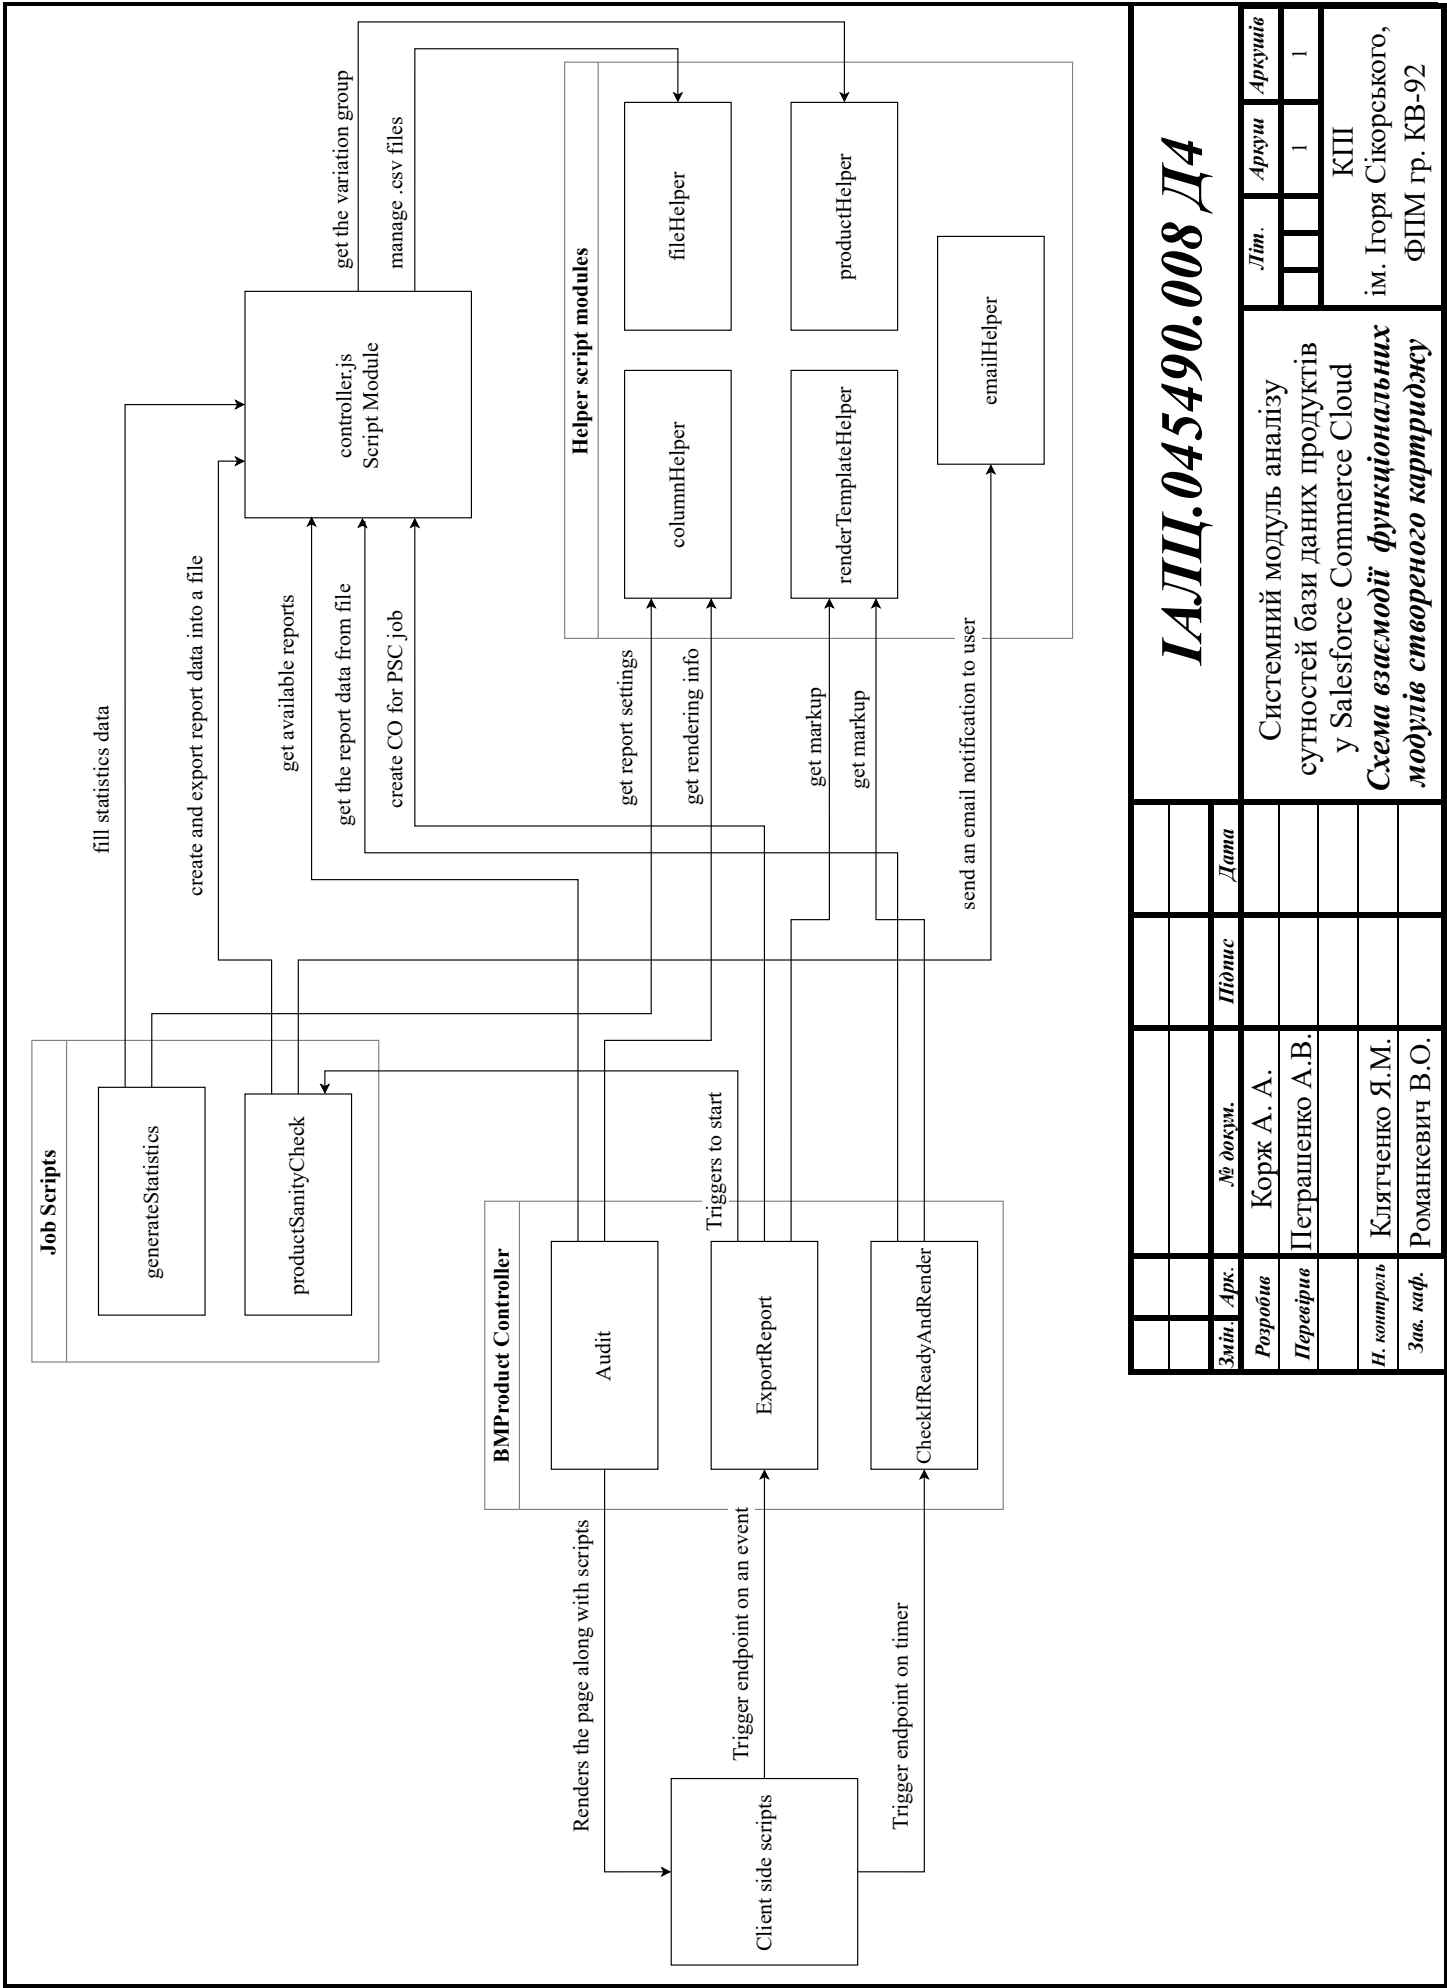 Job Scripts
generateStatistics
productSanityCheck
fill statistics data
create and export report data into a file
get available reports
get the report data from file
create CO for PSC job
controller.js
Script Module
get the variation group
manage .csv files
BMProduct Controller
Audit
ExportReport
CheckIfReadyAndRender
Triggers to start
Renders the page along with scripts
Trigger endpoint on an event
Trigger endpoint on timer
Client side scripts
get report settings
get rendering info
get markup
get markup
send an email notification to user
Helper script modules
columnHelper
fileHelper
renderTemplateHelper
productHelper
emailHelper
ІАЛЦ.045490.008 Д4
Змін. Арк. № докум. Підпис Дата
Розробив Корж А. А.
Перевірив Петрашенко А.В.
Н. контроль Клятченко Я.М.
Зав. каф. Романкевич В.О.
Системний модуль аналізу
сутностей бази даних продуктів
у Salesforce Commerce Cloud
Схема взаємодії функціональних
модулів створеного картриджу
Літ. Аркуш Аркушів
1 1
КПІ
ім. Ігоря Сікорського,
ФПМ гр. КВ-92